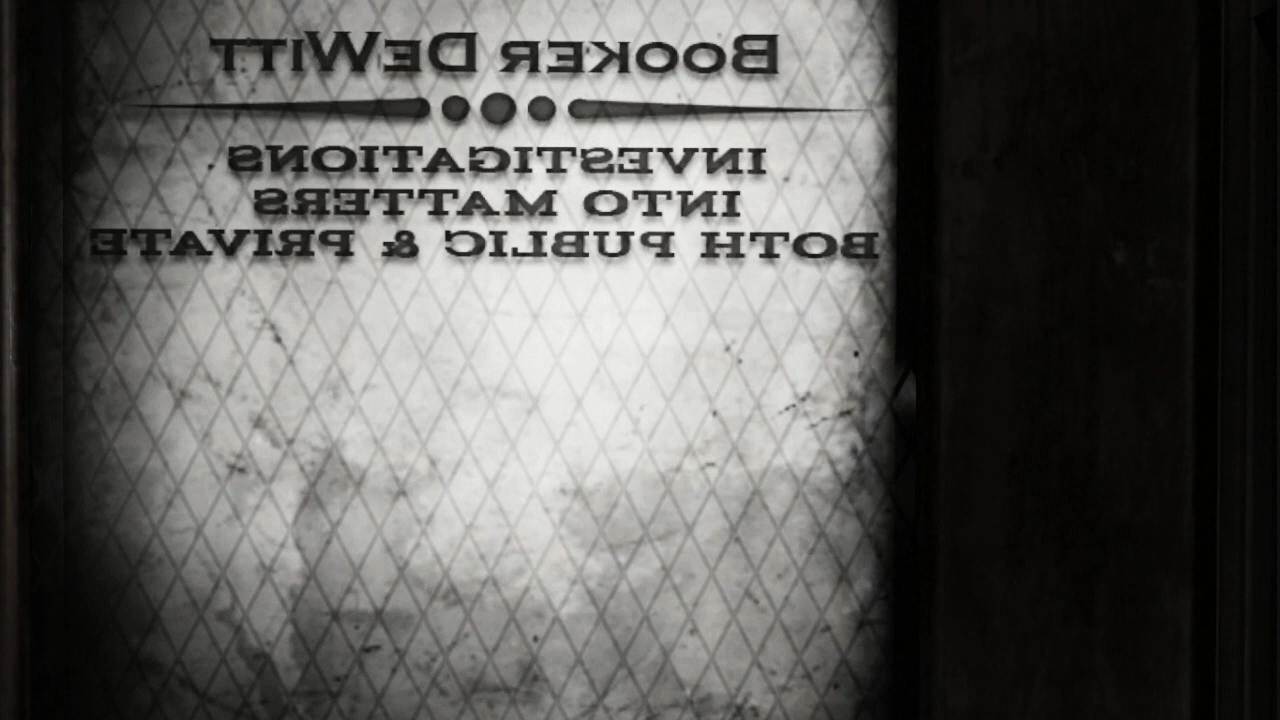 Booker DeWitt
INVESTIGATIONS
INTO MATTERS
BOTH PUBLIC & PRIVATE